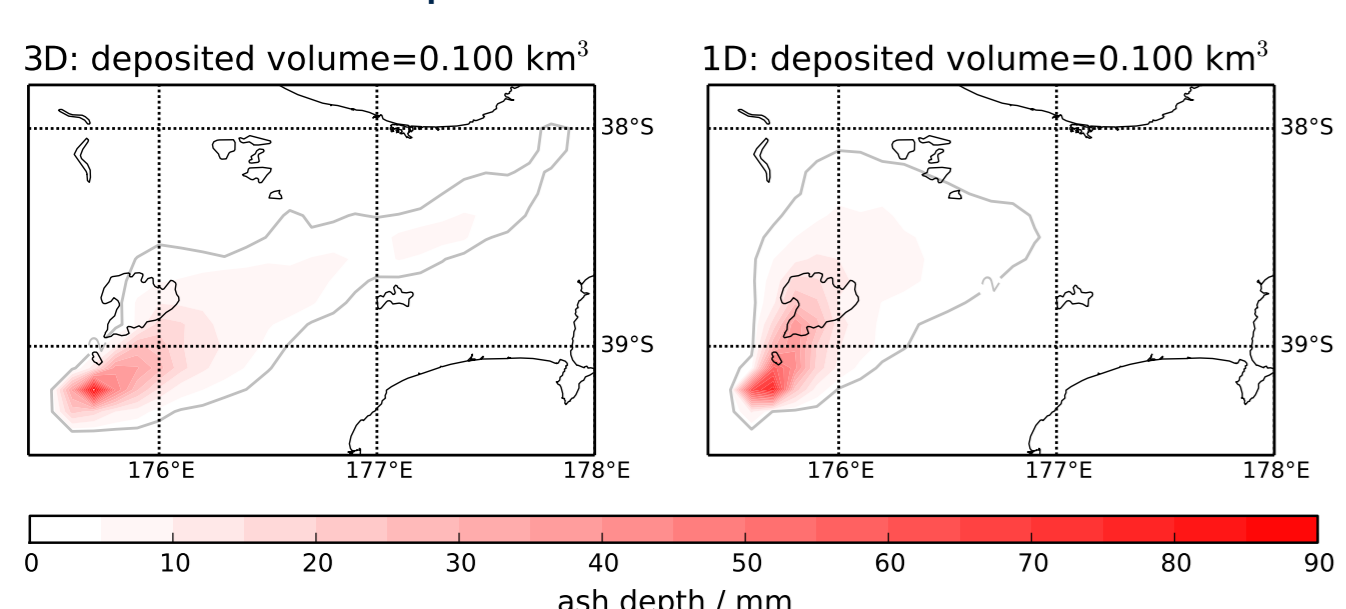 3D: deposited volume=0.100 km³
1D: deposited volume=0.100 km³
38°S
38°S
2
39°S
39°S
176°E
177°E
178°E
176°E
177°E
178°E
0 10 20 30 40 50 60 70 80 90
ash depth / mm